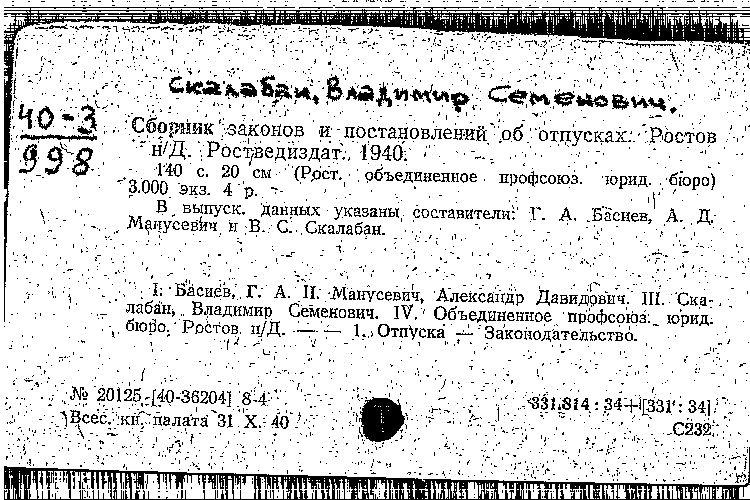 Скалабан, Владимир Семенович.
40-3
998
Сборник законов и постановлений об отпусках. Ростов
н/Д. Ростведиздат. 1940.
140 с. 20 см (Рост. объединенное профсоюз. юрид. бюро)
3.000 экз. 4 р.
В выпуск. данных указаны составители: Г. А. Басиев, А. Д.
Манусевич и В. С. Скалабан.
I. Басиев, Г. А. II. Манусевич, Александр Давидович. III. Ска-
лабан, Владимир Семенович. IV. Объединенное профсоюз. юрид.
бюро. Ростов н/Д. — — 1. Отпуска — Законодательство.
№ 20125 [40-36204] 8-4
331.814 : 34+[331 : 34]
Всес. кн. палата 31 X. 40
С232